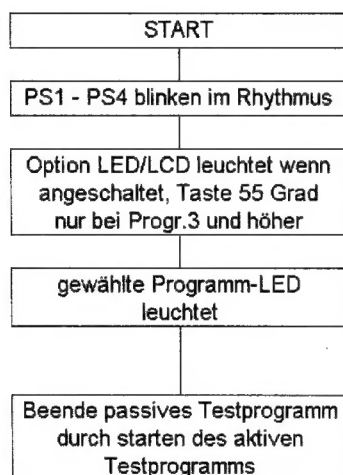 START
PS1 - PS4 blinken im Rhythmus
Option LED/LCD leuchtet wenn
angeschaltet, Taste 55 Grad
nur bei Progr.3 und höher
gewählte Programm-LED
leuchtet
Beende passives Testprogramm
durch starten des aktiven
Testprogramms